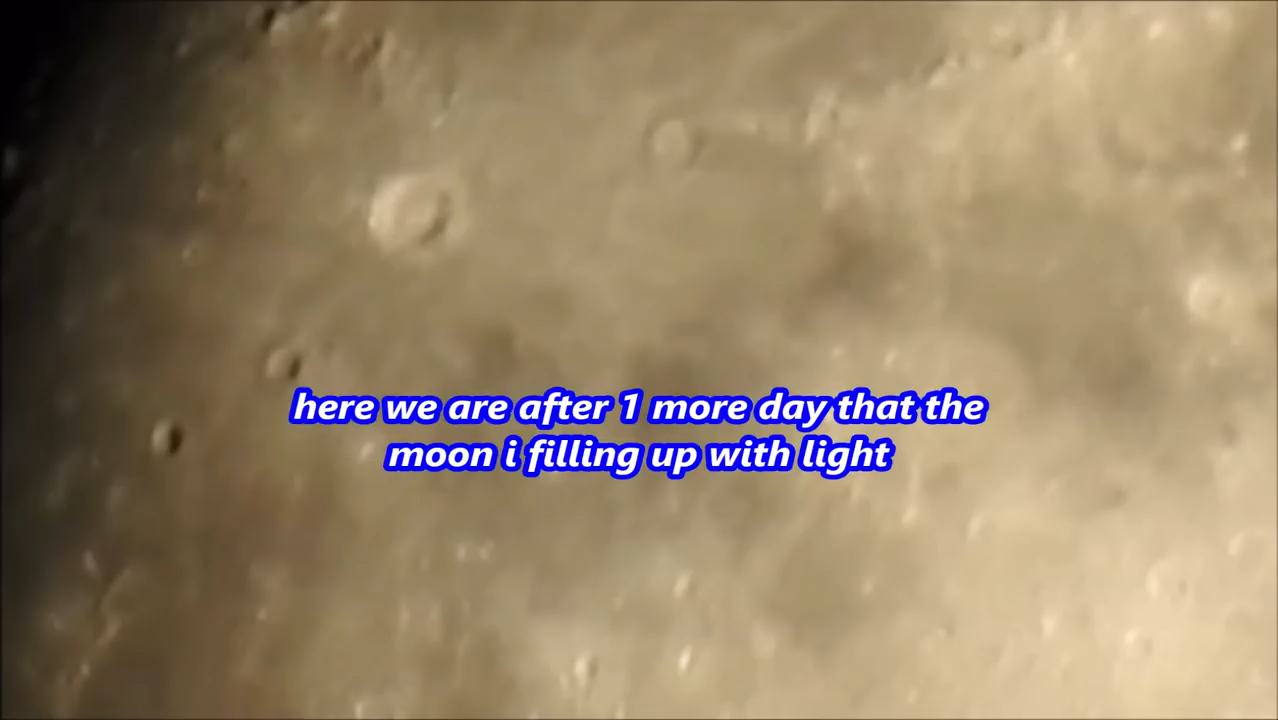 here we are after 1 more day that the
moon i filling up with light